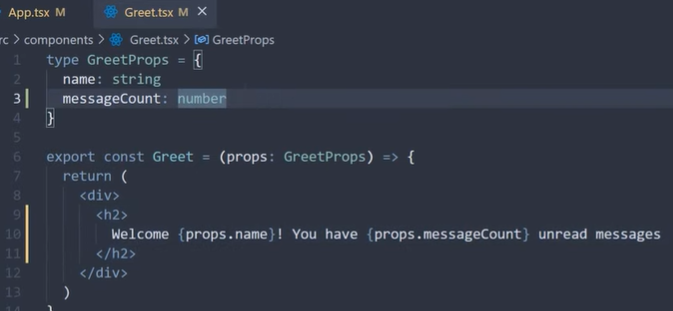 App.tsx M Greet.tsx M ✕
rc > components > Greet.tsx > GreetProps
1 type GreetProps = {
2 name: string
3 messageCount: number
4 }
5
6 export const Greet = (props: GreetProps) => {
7 return (
8 <div>
9 <h2>
10 Welcome {props.name}! You have {props.messageCount} unread messages
11 </h2>
12 </div>
13 )
14 }